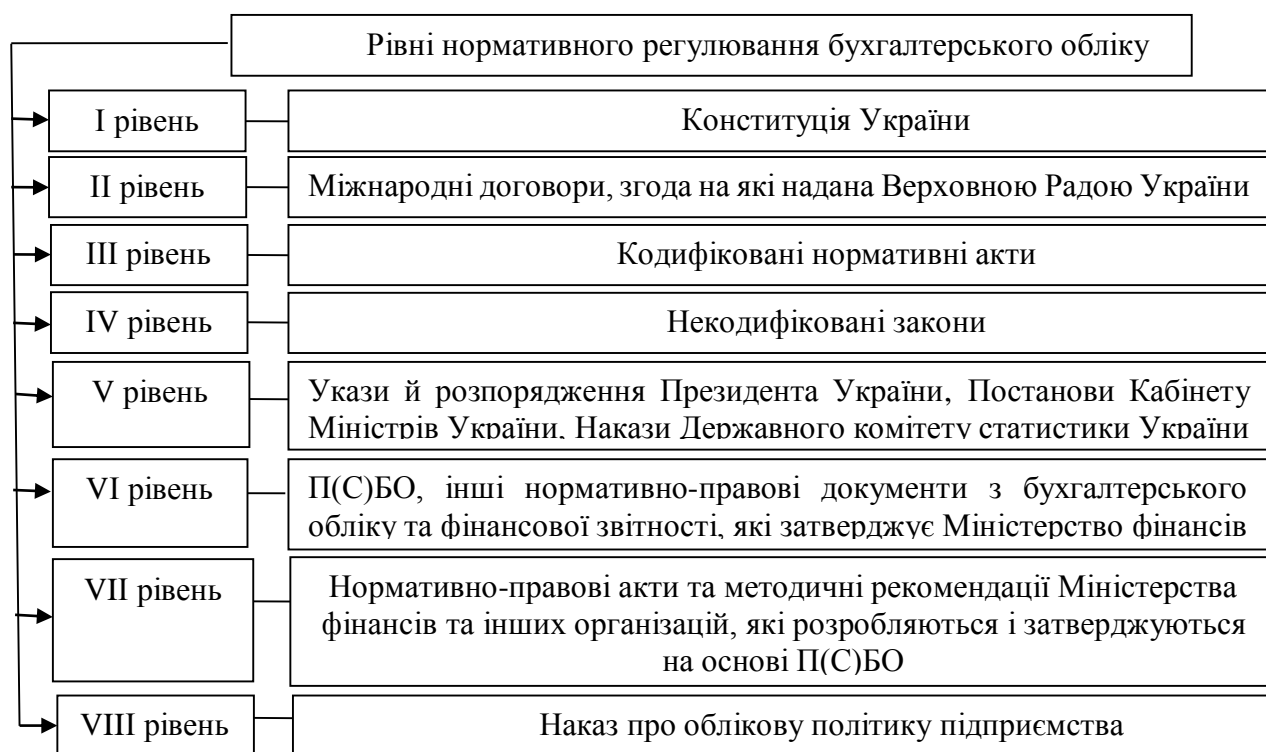 Рівні нормативного регулювання бухгалтерського обліку
І рівень
Конституція України
ІІ рівень
Міжнародні договори, згода на які надана Верховною Радою України
ІІІ рівень
Кодифіковані нормативні акти
IV рівень
Некодифіковані закони
V рівень
Укази й розпорядження Президента України, Постанови Кабінету
Міністрів України, Накази Державного комітету статистики України
VI рівень
П(С)БО, інші нормативно-правові документи з бухгалтерського
обліку та фінансової звітності, які затверджує Міністерство фінансів
VII рівень
Нормативно-правові акти та методичні рекомендації Міністерства
фінансів та інших організацій, які розробляються і затверджуються
на основі П(С)БО
VIII рівень
Наказ про облікову політику підприємства